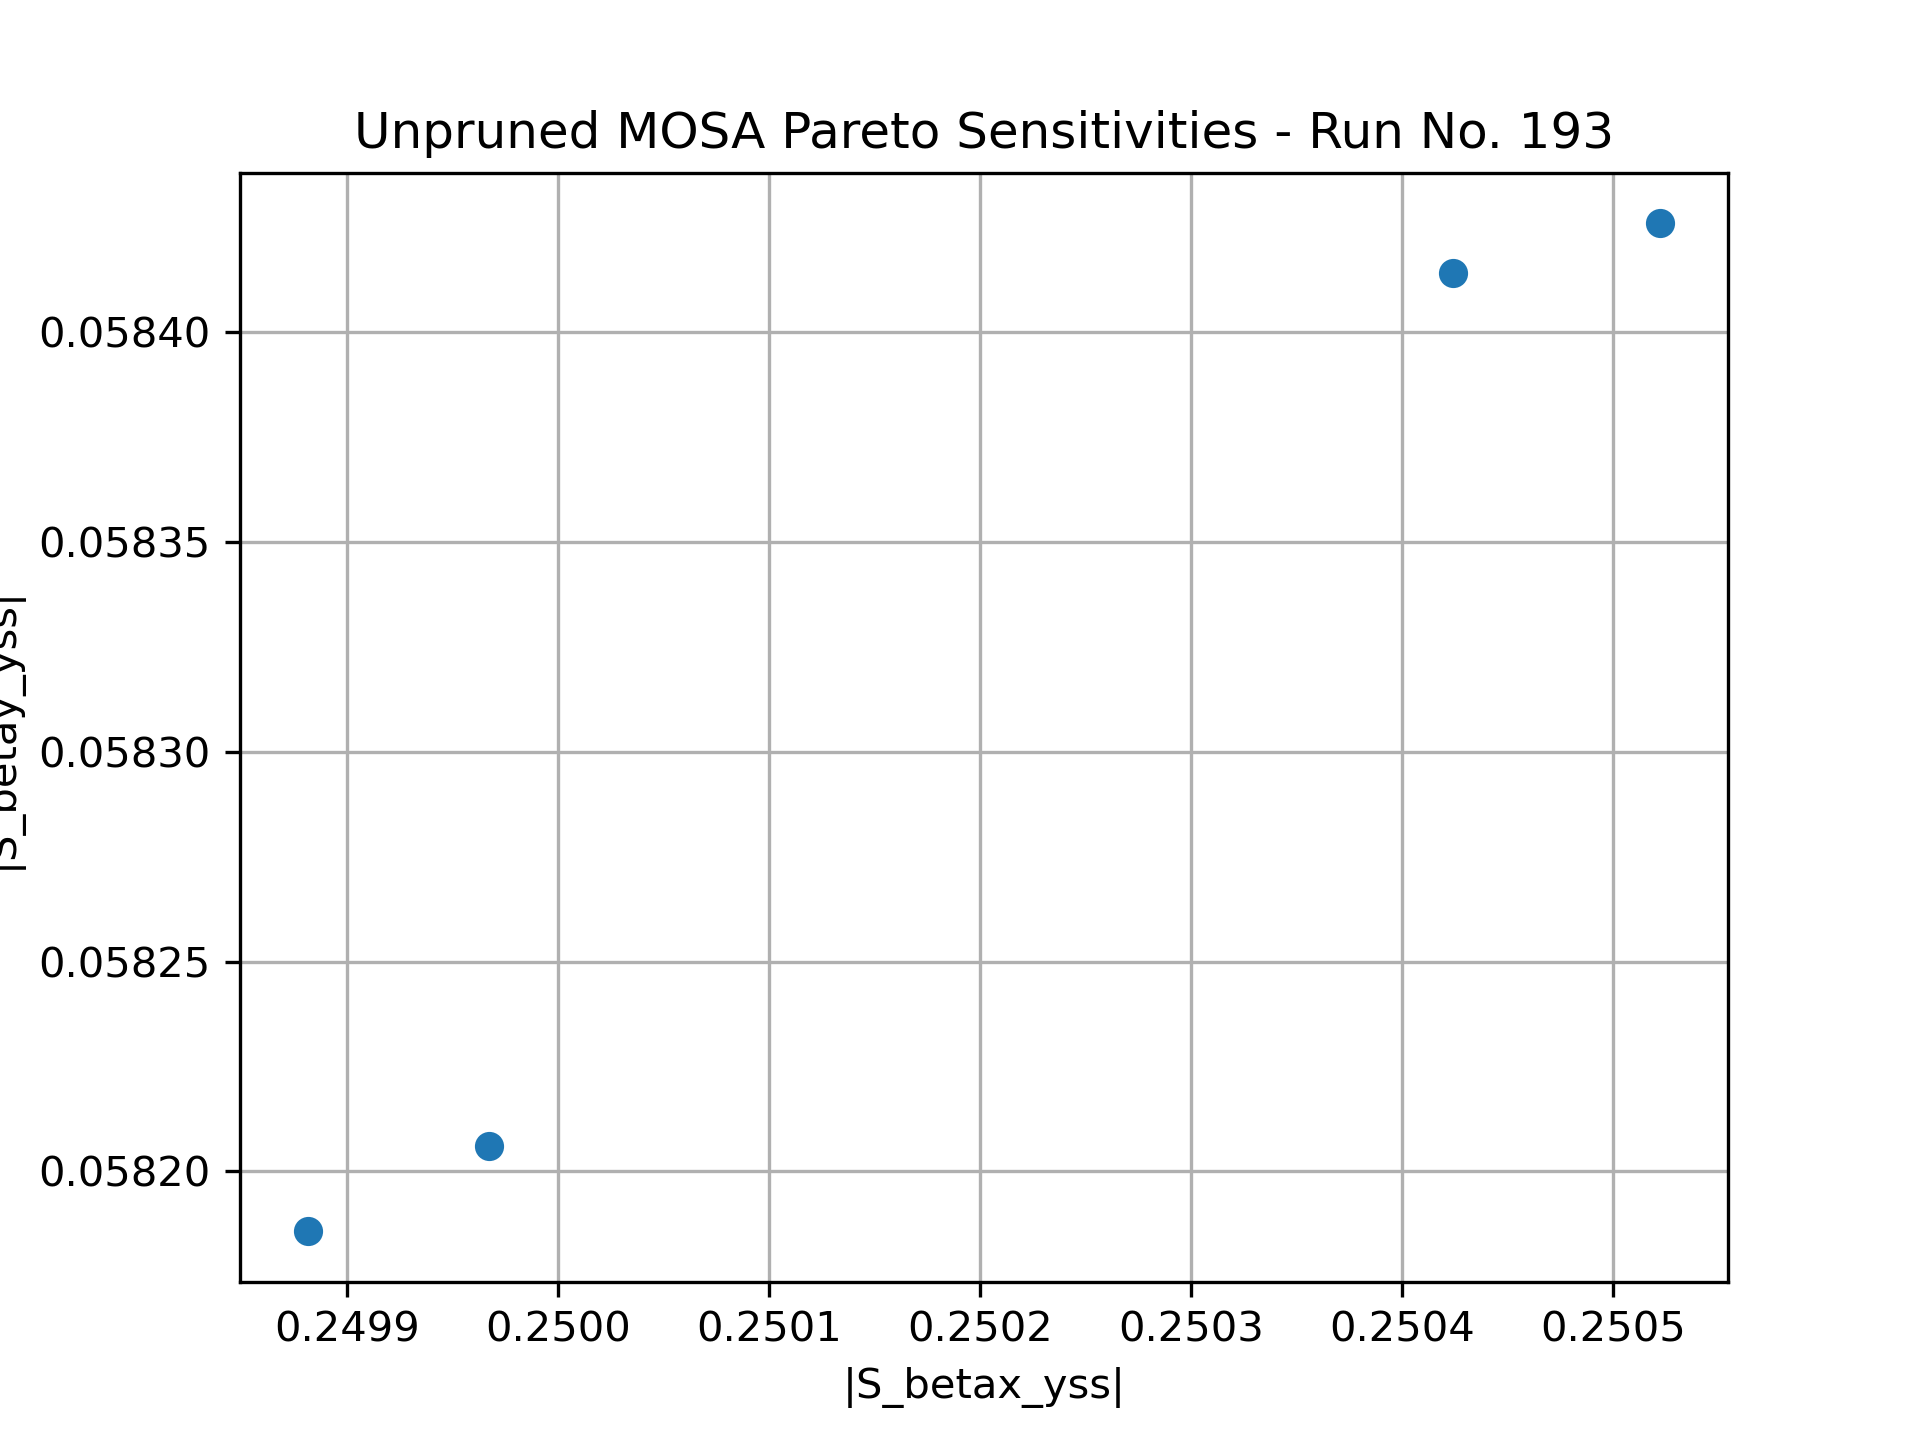 Unpruned MOSA Pareto Sensitivities - Run No. 193
0.05840
0.05835
0.05830
0.05825
0.05820
|S_betay_yss|
0.2499 0.2500 0.2501 0.2502 0.2503 0.2504 0.2505
|S_betax_yss|